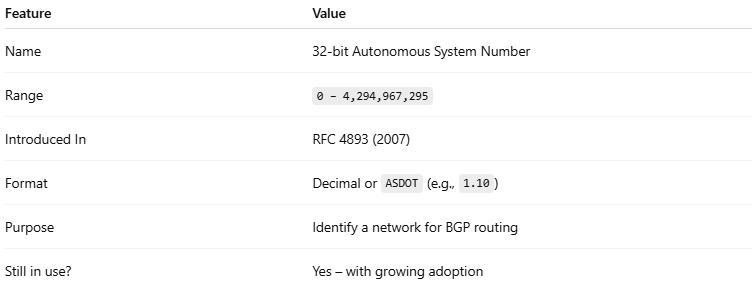 Feature Value
Name 32-bit Autonomous System Number
Range 0 – 4,294,967,295
Introduced In RFC 4893 (2007)
Format Decimal or ASDOT (e.g., 1.10)
Purpose Identify a network for BGP routing
Still in use? Yes – with growing adoption